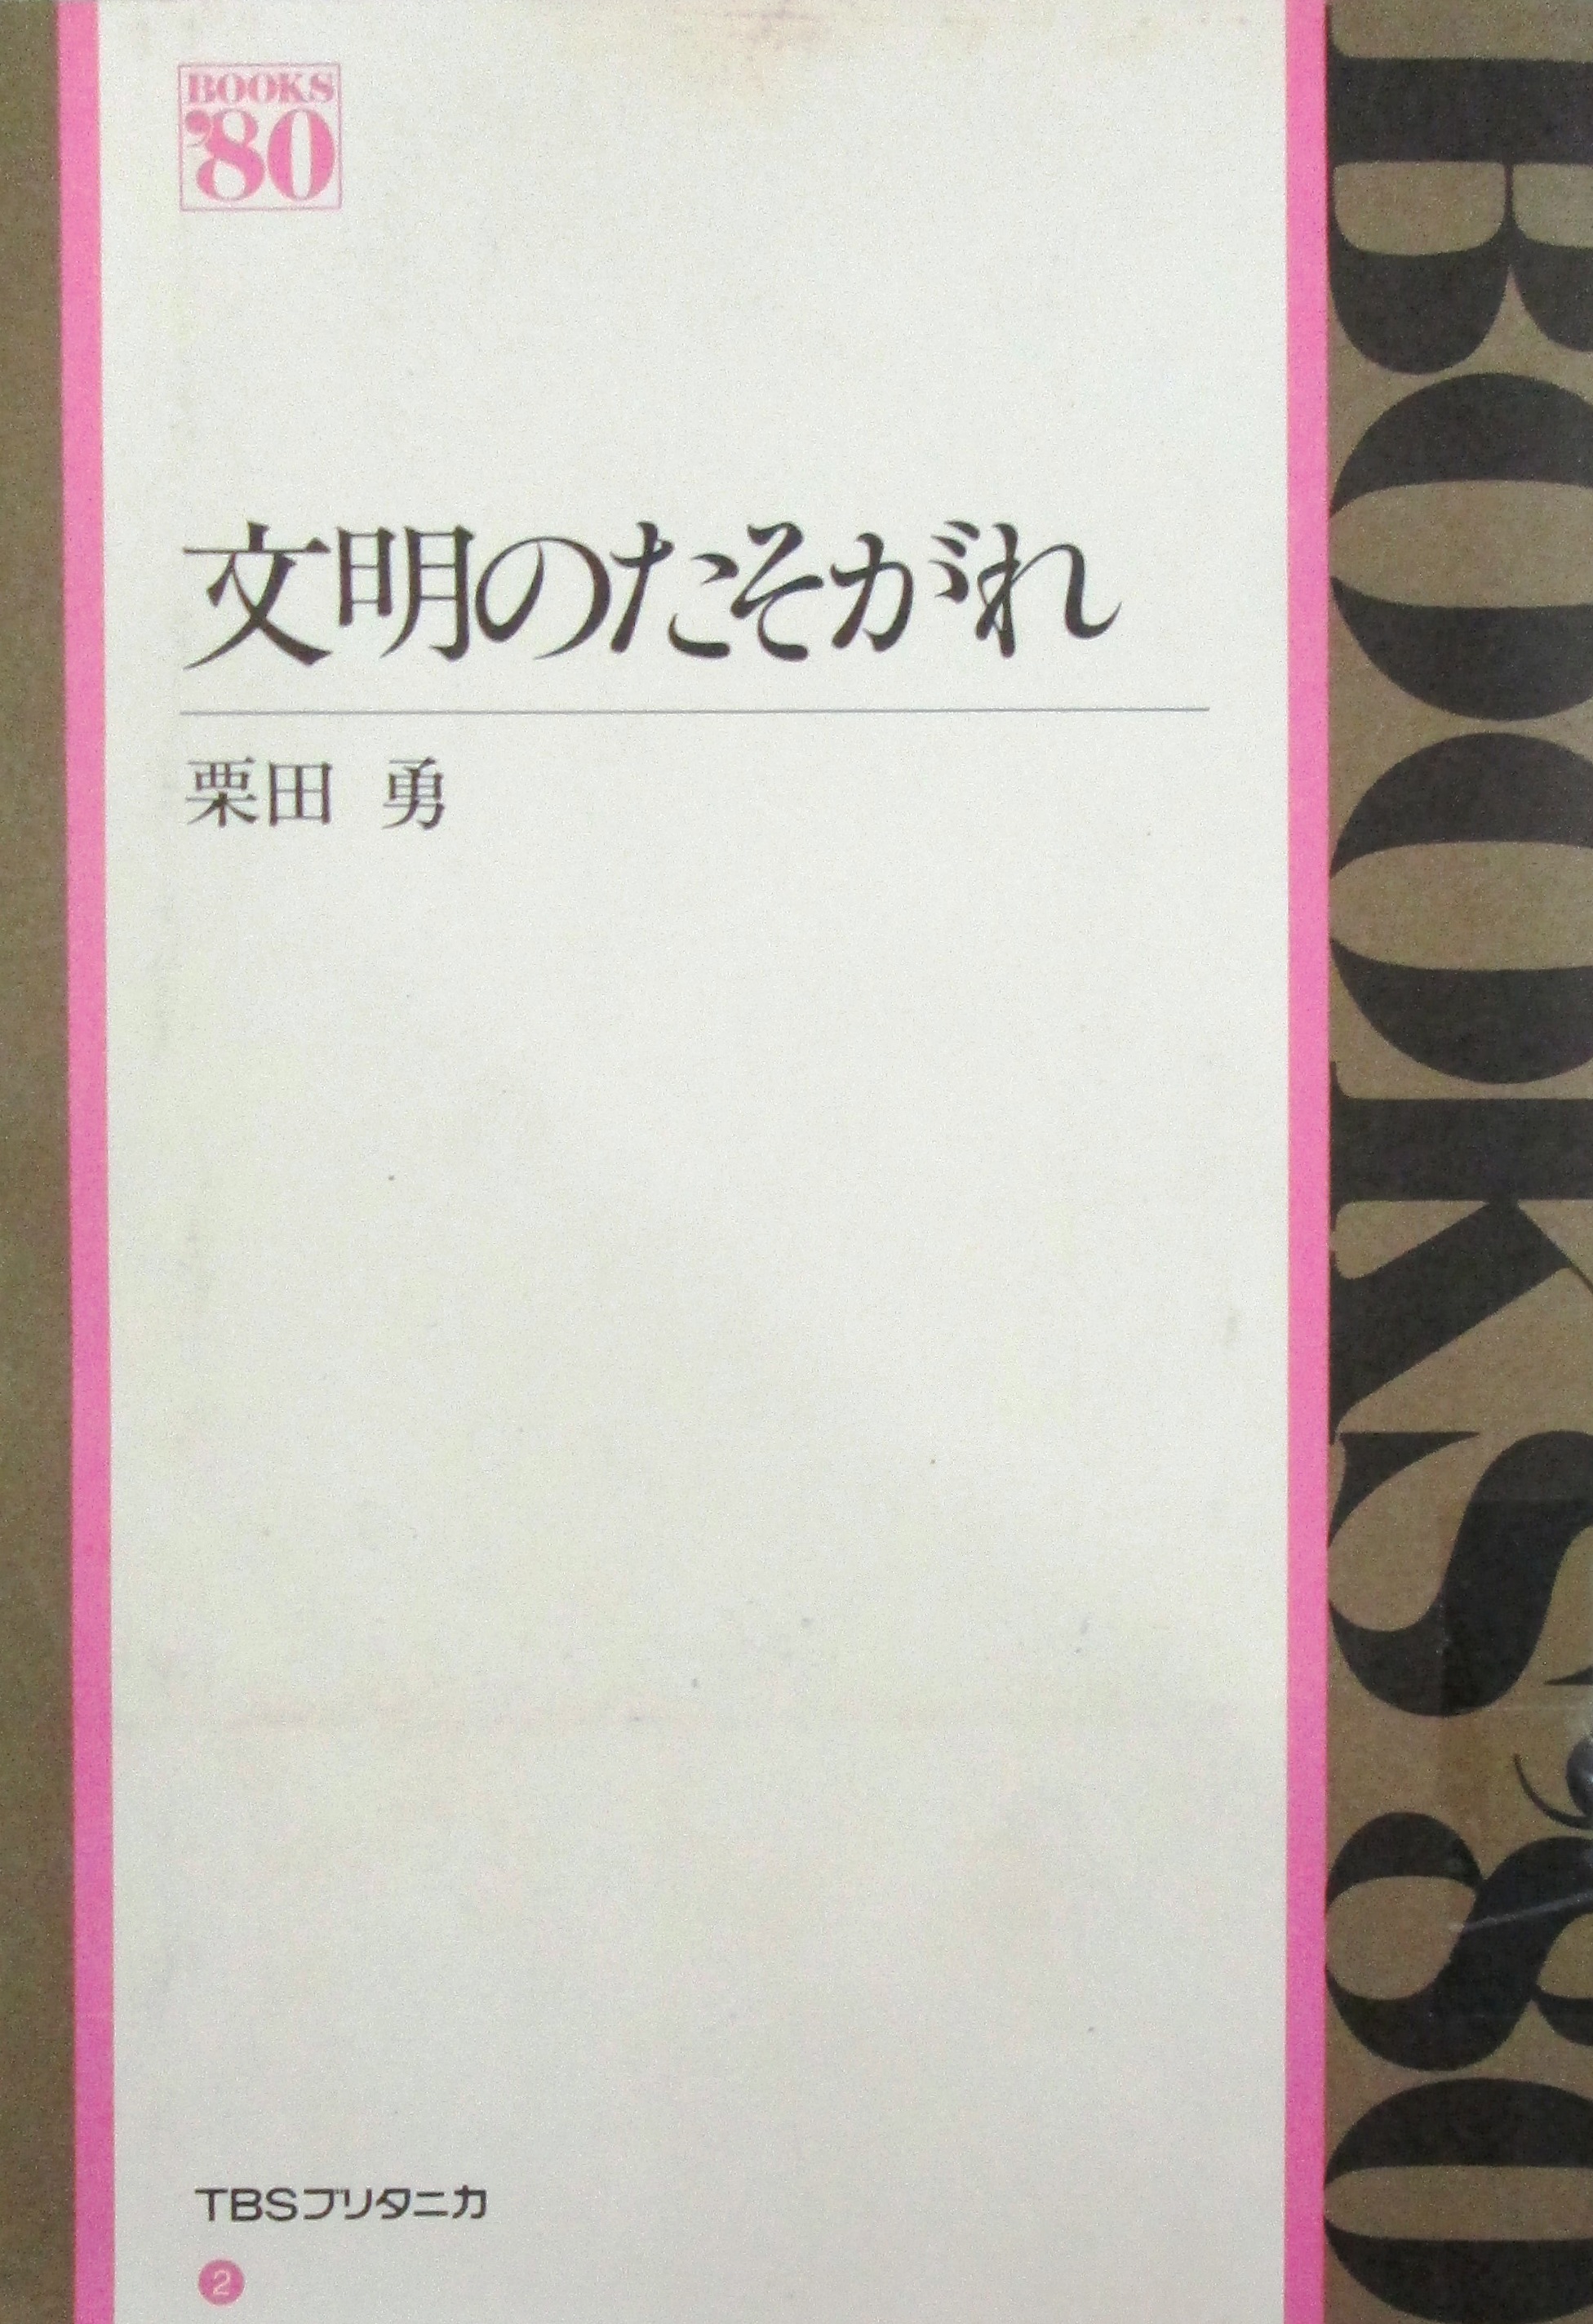 BOOKS
'80
文明のたそがれ
栗田 勇
TBSブリタニカ
2
BOOKS'80